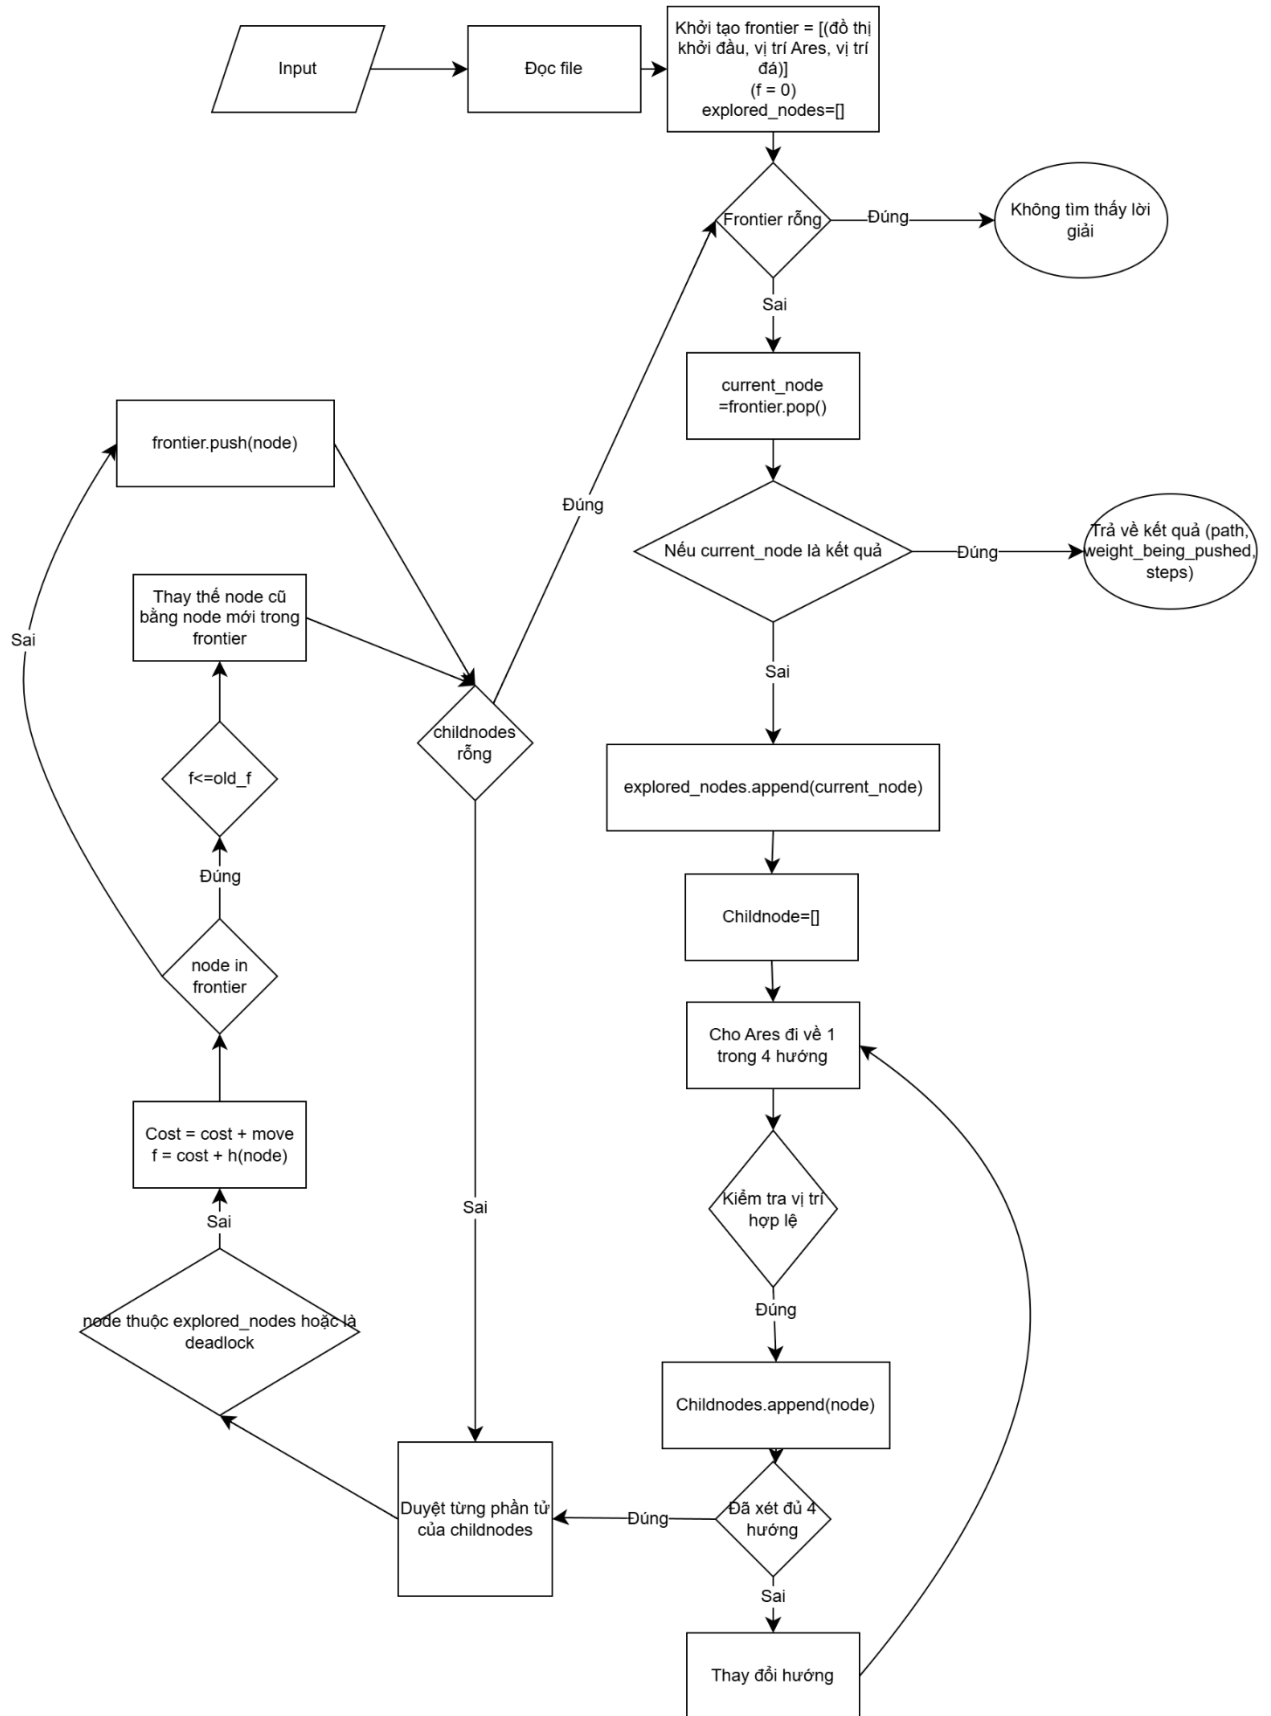 Input
Đọc file
Khởi tạo frontier = [(đồ thị
khởi đầu, vị trí Ares, vị trí
đá)]
(f = 0)
explored_nodes=[]
Frontier rỗng
Đúng
Không tìm thấy lời
giải
Sai
current_node
=frontier.pop()
frontier.push(node)
Đúng
Nếu current_node là kết quả
Đúng
Trả về kết quả (path,
weight_being_pushed,
steps)
Thay thế node cũ
bằng node mới trong
frontier
Sai
Sai
childnodes
rỗng
f<=old_f
explored_nodes.append(current_node)
Đúng
Childnode=[]
node in
frontier
Cho Ares đi về 1
trong 4 hướng
Cost = cost + move
f = cost + h(node)
Kiểm tra vị trí
hợp lệ
Sai
Sai
Đúng
node thuộc explored_nodes hoặc là
deadlock
Childnodes.append(node)
Duyệt từng phần tử
của childnodes
Đúng
Đã xét đủ 4
hướng
Sai
Thay đổi hướng